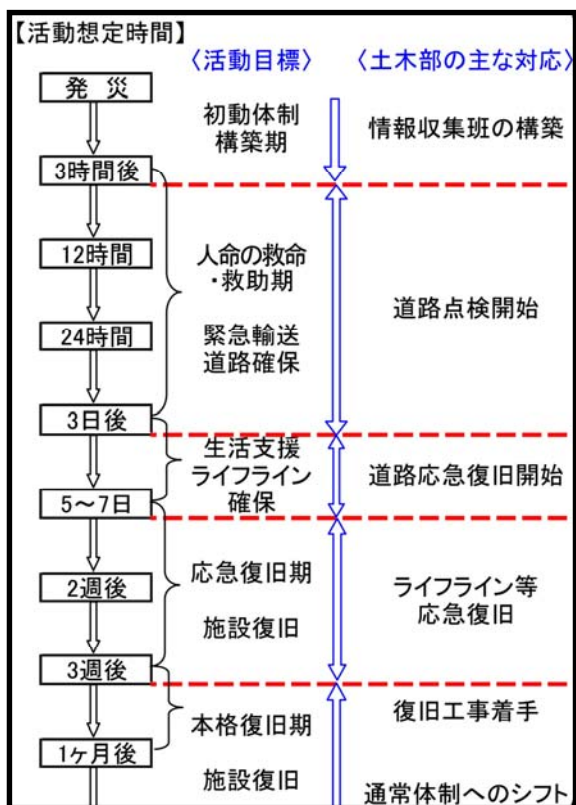 【活動想定時間】
〈活動目標〉
〈土木部の主な対応〉
発 災
初動体制
構築期
情報収集班の構築
3時間後
12時間
人命の救命
・救助期
道路点検開始
24時間
緊急輸送
道路確保
3日後
生活支援
ライフライン
確保
道路応急復旧開始
5～7日
応急復旧期
ライフライン等
応急復旧
2週後
施設復旧
3週後
本格復旧期
復旧工事着手
1ヶ月後
施設復旧
通常体制へのシフト